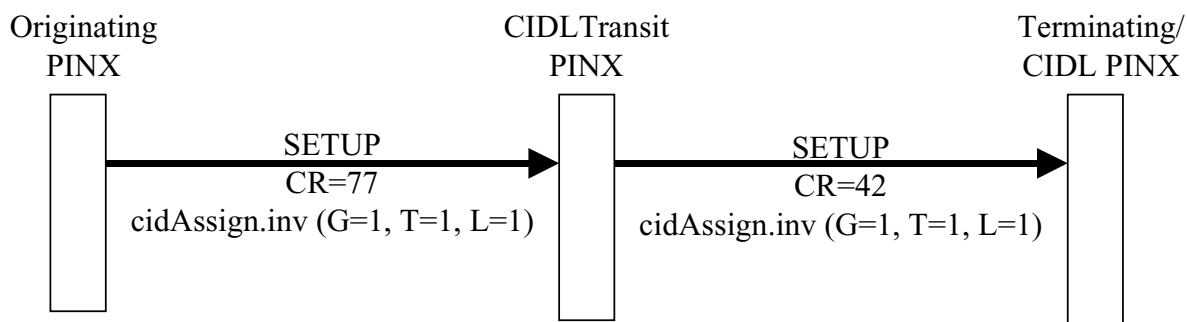 Originating
PINX
CIDLTransit
PINX
Terminating/
CIDL PINX
SETUP
CR=77
cidAssign.inv (G=1, T=1, L=1)
SETUP
CR=42
cidAssign.inv (G=1, T=1, L=1)